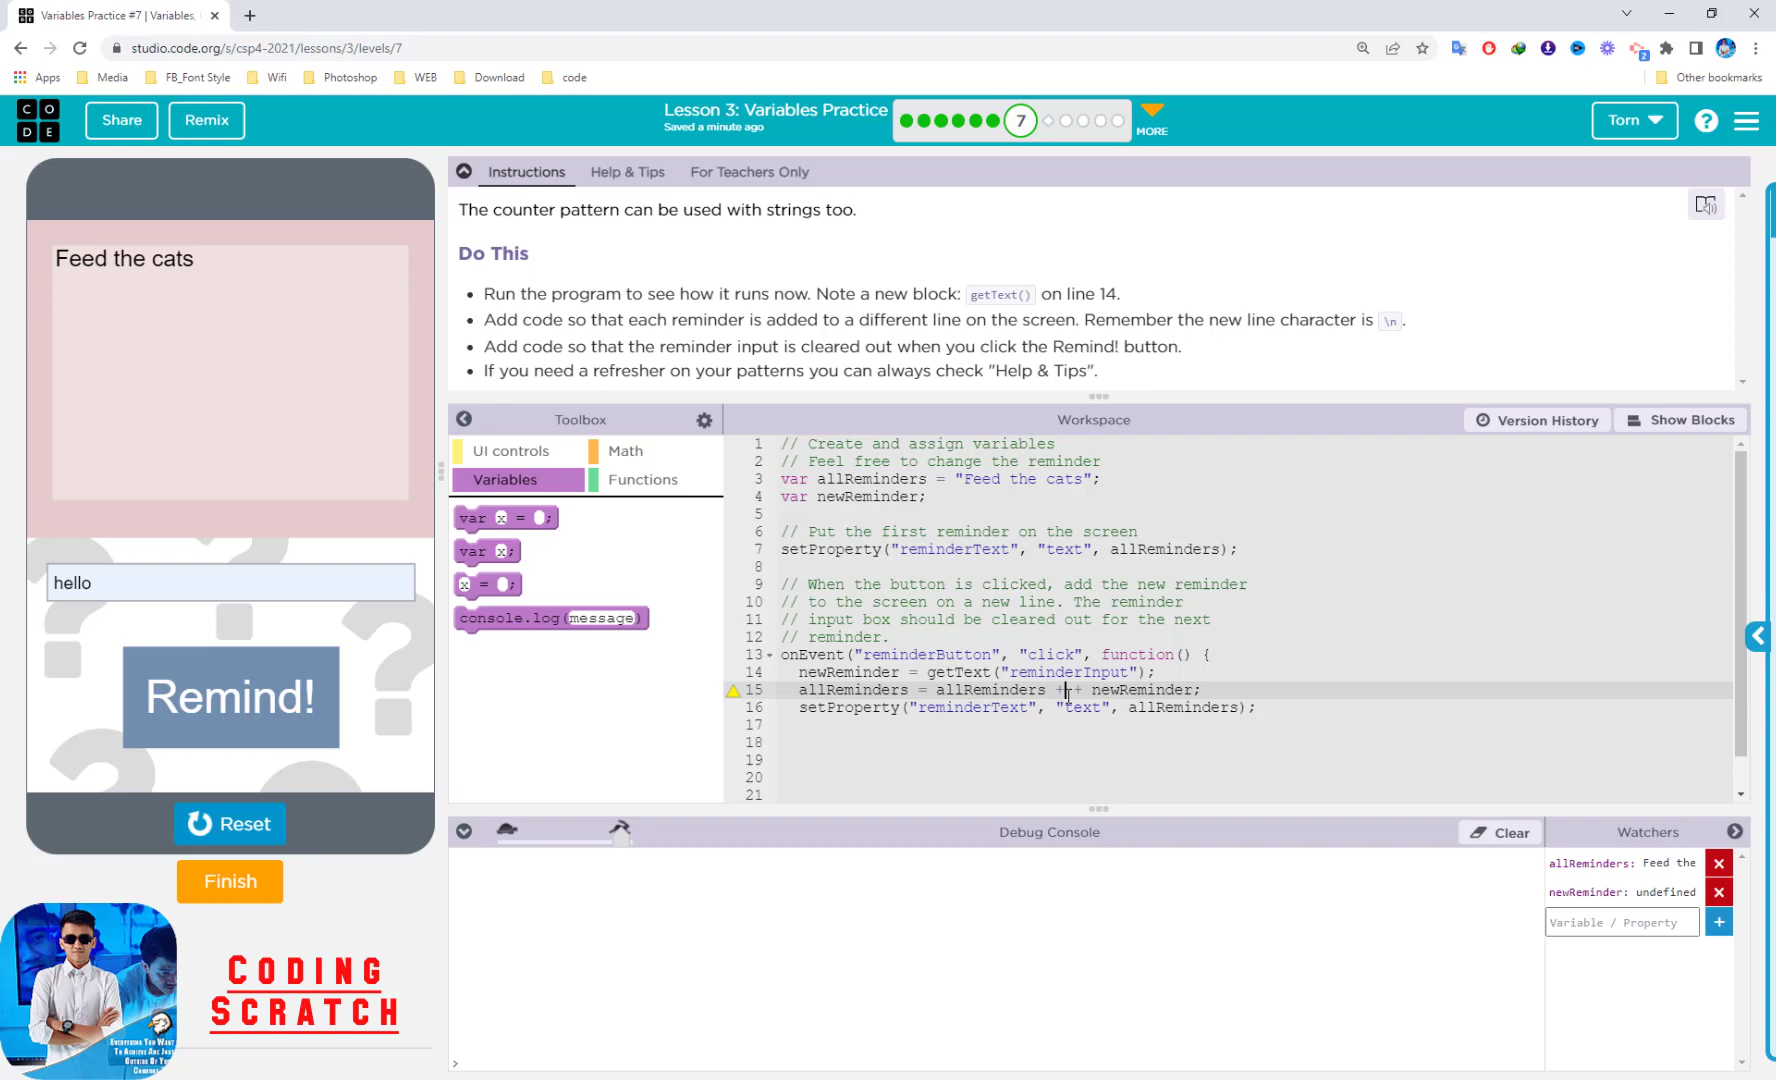 Variables Practice #7 | Variables,
studio.code.org/s/csp4-2021/lessons/3/levels/7
2
Apps
Media
FB_Font Style
Wifi
Photoshop
WEB
Download
code
Other bookmarks
C O
D E
Share
Remix
Lesson 3: Variables Practice
Saved a minute ago
7
MORE
Torn
?
Instructions
Help & Tips
For Teachers Only
The counter pattern can be used with strings too.
Do This
Run the program to see how it runs now. Note a new block: getText() on line 14.
Add code so that each reminder is added to a different line on the screen. Remember the new line character is \n .
Add code so that the reminder input is cleared out when you click the Remind! button.
If you need a refresher on your patterns you can always check "Help & Tips".
Feed the cats
hello
Remind!
Reset
Finish
Toolbox
UI controls
Math
Variables
Functions
var x = ;
var x;
x = ;
console.log(message)
Workspace
Version History
Show Blocks
1 // Create and assign variables
2 // Feel free to change the reminder
3 var allReminders = "Feed the cats";
4 var newReminder;
5
6 // Put the first reminder on the screen
7 setProperty("reminderText", "text", allReminders);
8
9 // When the button is clicked, add the new reminder
10 // to the screen on a new line. The reminder
11 // input box should be cleared out for the next
12 // reminder.
13 onEvent("reminderButton", "click", function() {
14 newReminder = getText("reminderInput");
15 allReminders = allReminders ++ newReminder;
16 setProperty("reminderText", "text", allReminders);
17
18
19
20
21
Debug Console
Clear
Watchers
allReminders: Feed the
newReminder: undefined
Variable / Property
+
>
CODING
SCRATCH
EVERYTHING YOU WANT
TO ACHIEVE ARE JUST
OUTSIDE OF YOUR